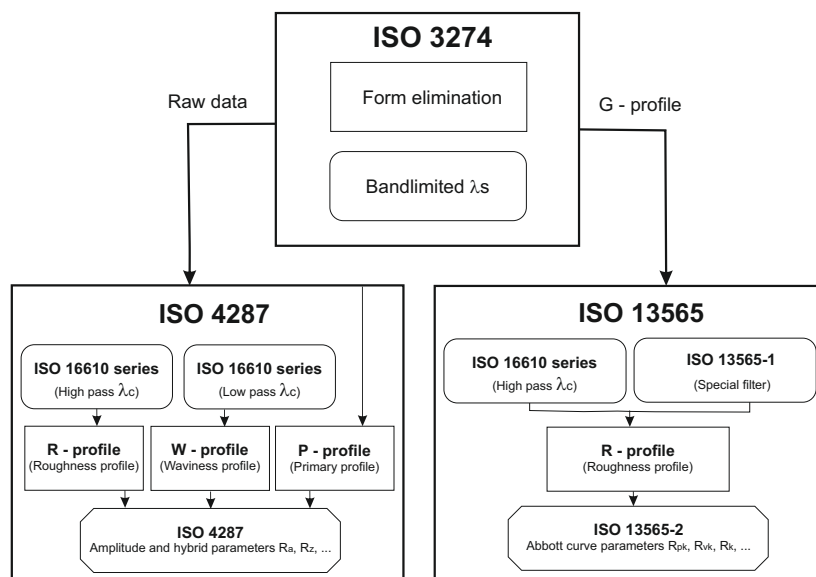 ISO 3274
Form elimination
Bandlimited λs
Raw data
G - profile
ISO 4287
ISO 16610 series
(High pass λc)
ISO 16610 series
(Low pass λc)
R - profile
(Roughness profile)
W - profile
(Waviness profile)
P - profile
(Primary profile)
ISO 4287
Amplitude and hybrid parameters Ra, Rz, ...
ISO 13565
ISO 16610 series
(High pass λc)
ISO 13565-1
(Special filter)
R - profile
(Roughness profile)
ISO 13565-2
Abbott curve parameters Rpk, Rvk, Rk, ...